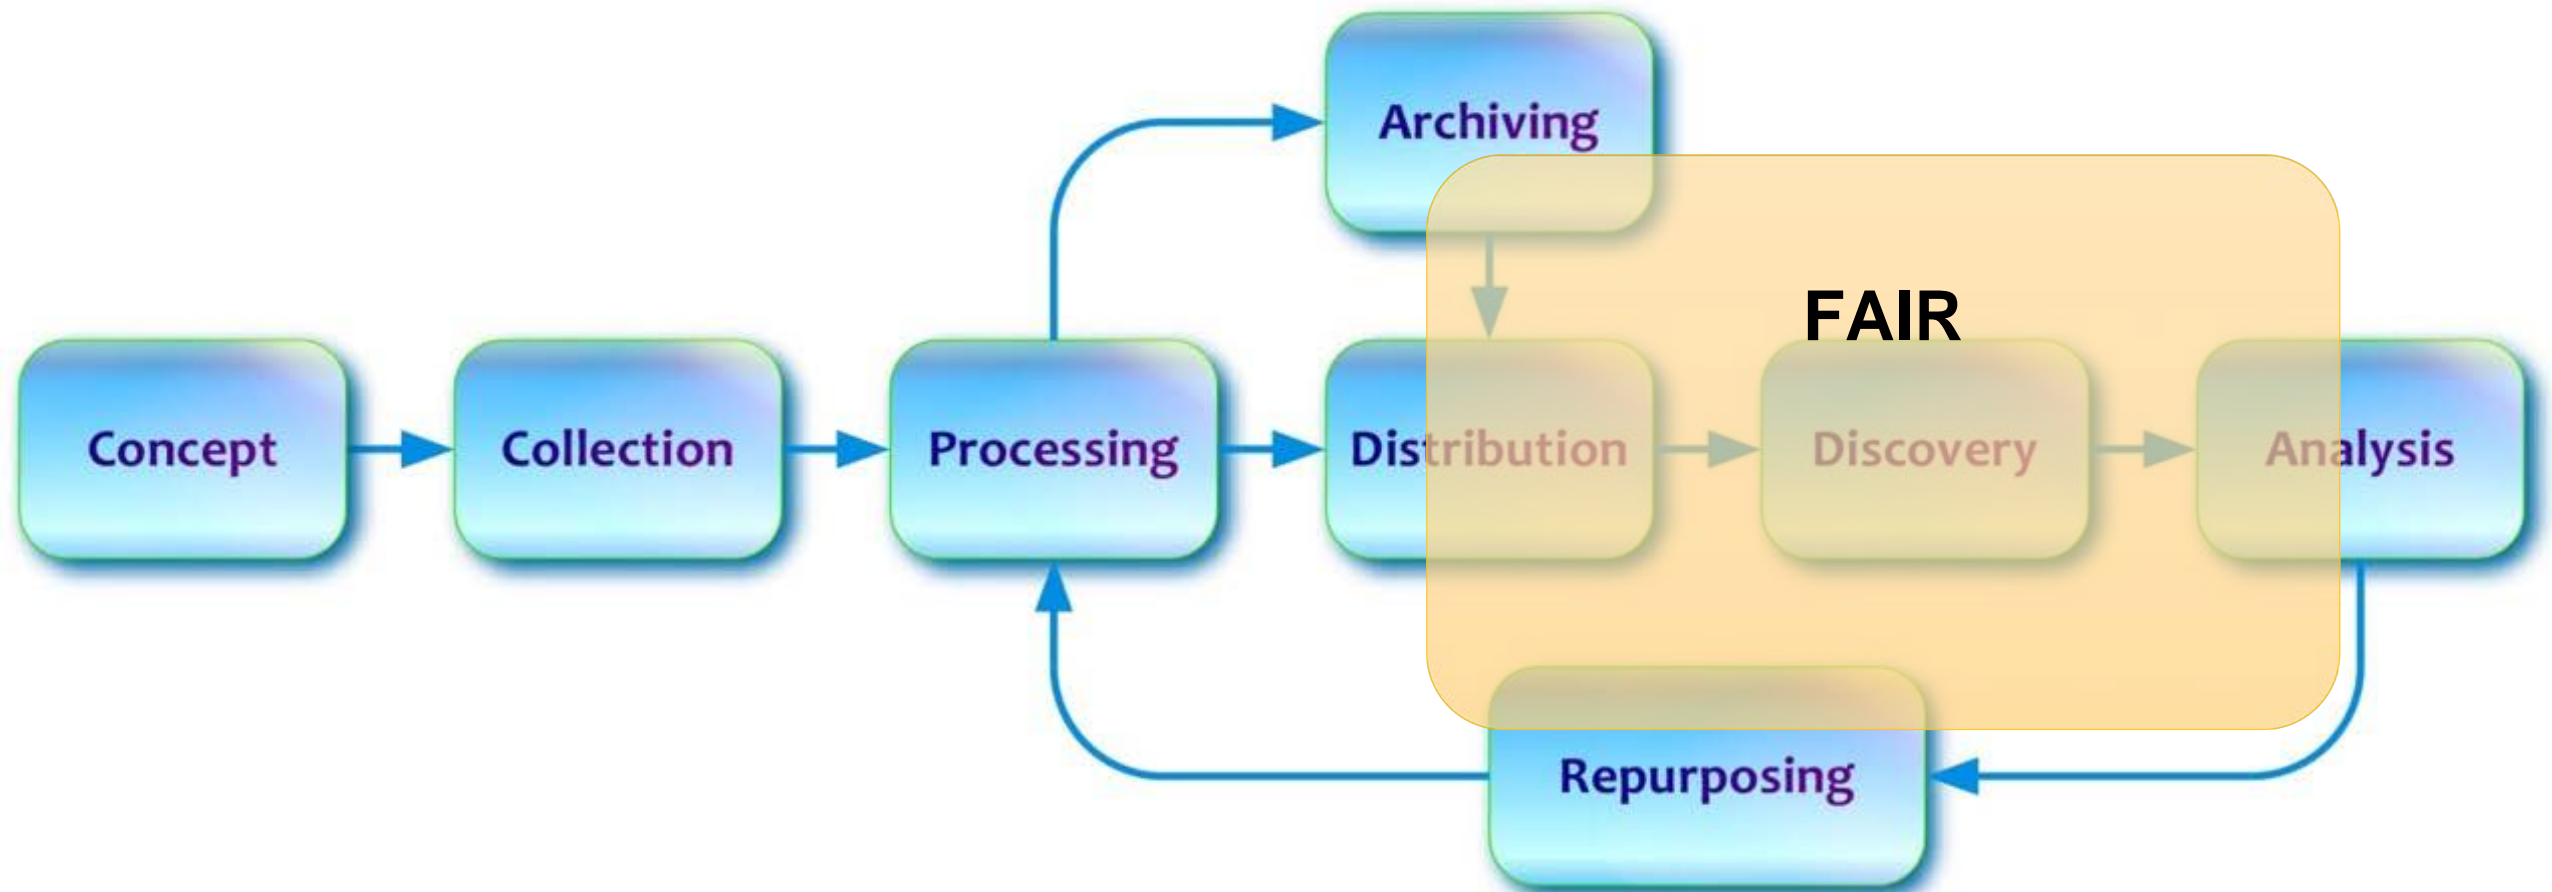 Archiving
FAIR
Concept
Collection
Processing
Distribution
Discovery
Analysis
Repurposing